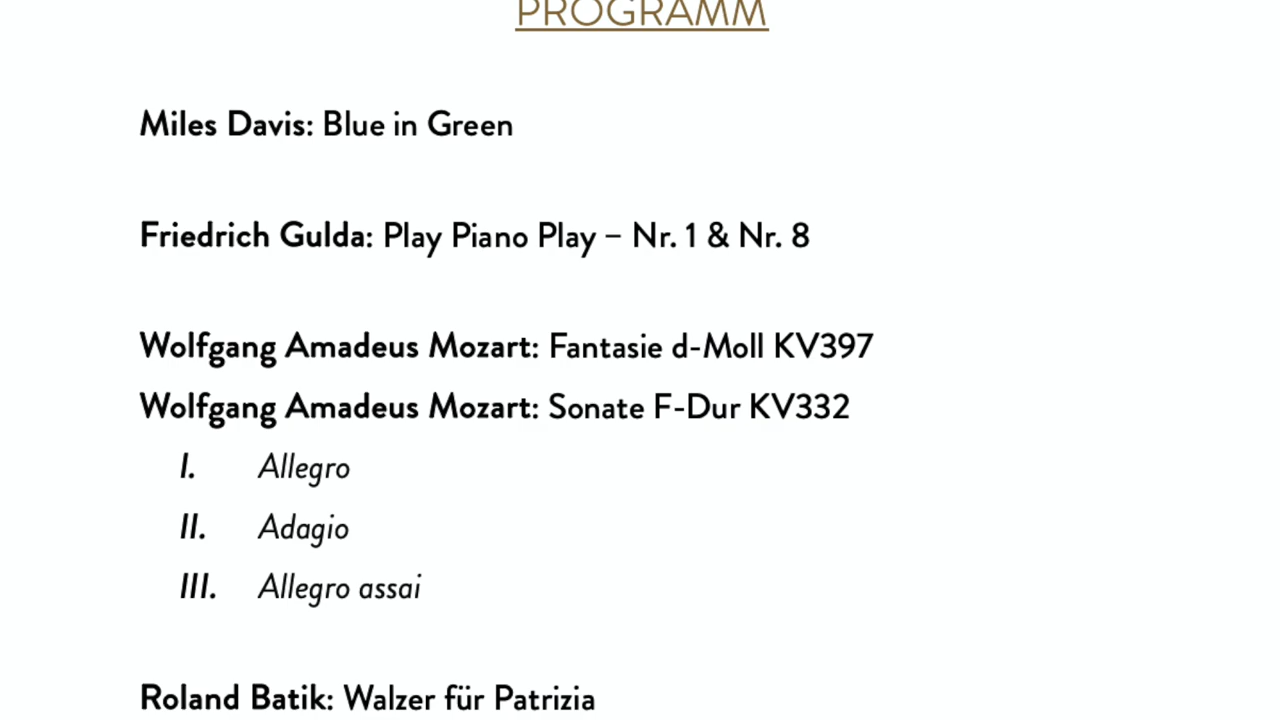 PROGRAMM
Miles Davis: Blue in Green
Friedrich Gulda: Play Piano Play – Nr. 1 & Nr. 8
Wolfgang Amadeus Mozart: Fantasie d-Moll KV397
Wolfgang Amadeus Mozart: Sonate F-Dur KV332
I. Allegro
II. Adagio
III. Allegro assai
Roland Batik: Walzer für Patrizia